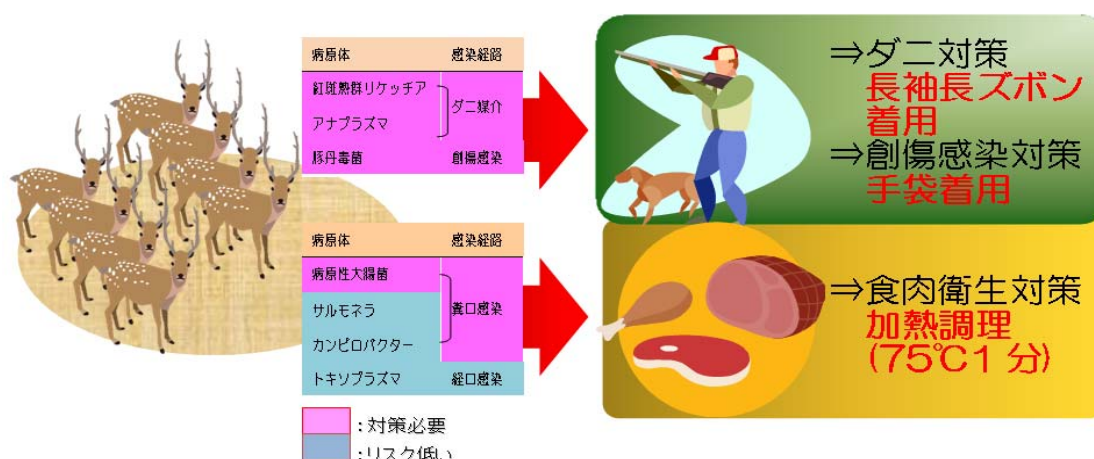 病原体 感染経路
紅斑熱群リケッチア
ダニ媒介
アナプラズマ
豚丹毒菌 創傷感染
⇒ダニ対策
長袖長ズボン
着用
⇒創傷感染対策
手袋着用
病原体 感染経路
病原性大腸菌
サルモネラ
糞口感染
カンピロバクター
トキソプラズマ 経口感染
⇒食肉衛生対策
加熱調理
(75℃1分)
:対策必要
:リスク低い